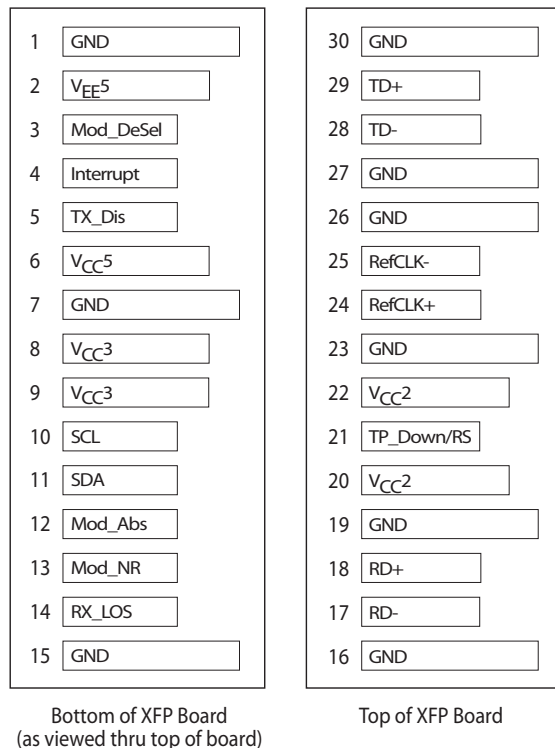 1 GND
2 VEE5
3 Mod_DeSel
4 Interrupt
5 TX_Dis
6 VCC5
7 GND
8 VCC3
9 VCC3
10 SCL
11 SDA
12 Mod_Abs
13 Mod_NR
14 RX_LOS
15 GND
Bottom of XFP Board
(as viewed thru top of board)
30 GND
29 TD+
28 TD-
27 GND
26 GND
25 RefCLK-
24 RefCLK+
23 GND
22 VCC2
21 TP_Down/RS
20 VCC2
19 GND
18 RD+
17 RD-
16 GND
Top of XFP Board